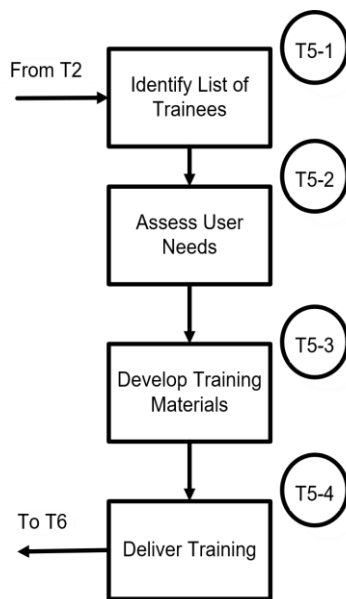 T5-1
From T2
Identify List of
Trainees
T5-2
Assess User
Needs
T5-3
Develop Training
Materials
T5-4
To T6
Deliver Training